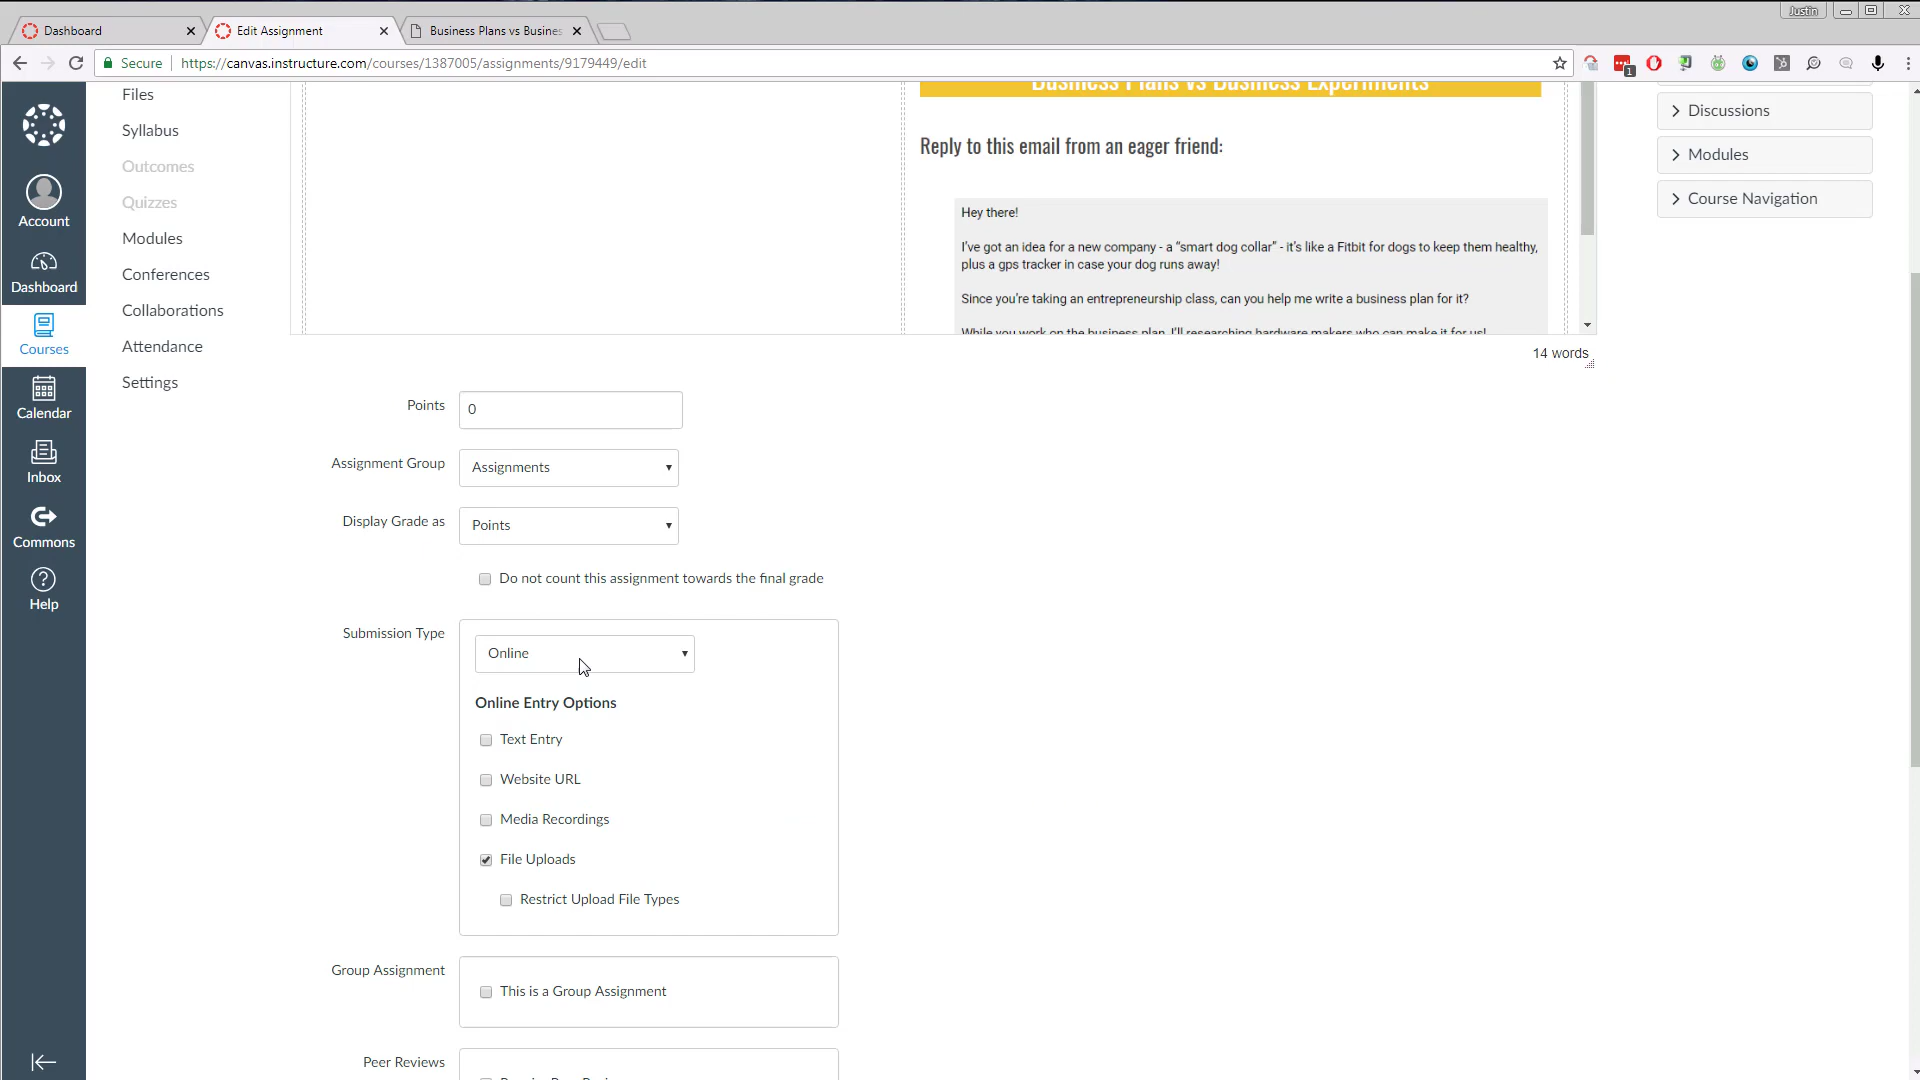 Justin
Dashboard
Edit Assignment
Business Plans vs Busines
Secure
https://canvas.instructure.com/courses/1387005/assignments/9179449/edit
1
Account
Dashboard
Courses
Calendar
Inbox
Commons
Help
Files
Syllabus
Outcomes
Quizzes
Modules
Conferences
Collaborations
Attendance
Settings
Business Plans vs Business Experiments
Reply to this email from an eager friend:
Hey there!
I've got an idea for a new company - a “smart dog collar” - it's like a Fitbit for dogs to keep them healthy,
plus a gps tracker in case your dog runs away!
Since you're taking an entrepreneurship class, can you help me write a business plan for it?
While you work on the business plan, I'll researching hardware makers who can make it for us!
14 words
Discussions
Modules
Course Navigation
Points
0
Assignment Group
Assignments
Display Grade as
Points
Do not count this assignment towards the final grade
Submission Type
Online
Online Entry Options
Text Entry
Website URL
Media Recordings
File Uploads
Restrict Upload File Types
Group Assignment
This is a Group Assignment
Peer Reviews